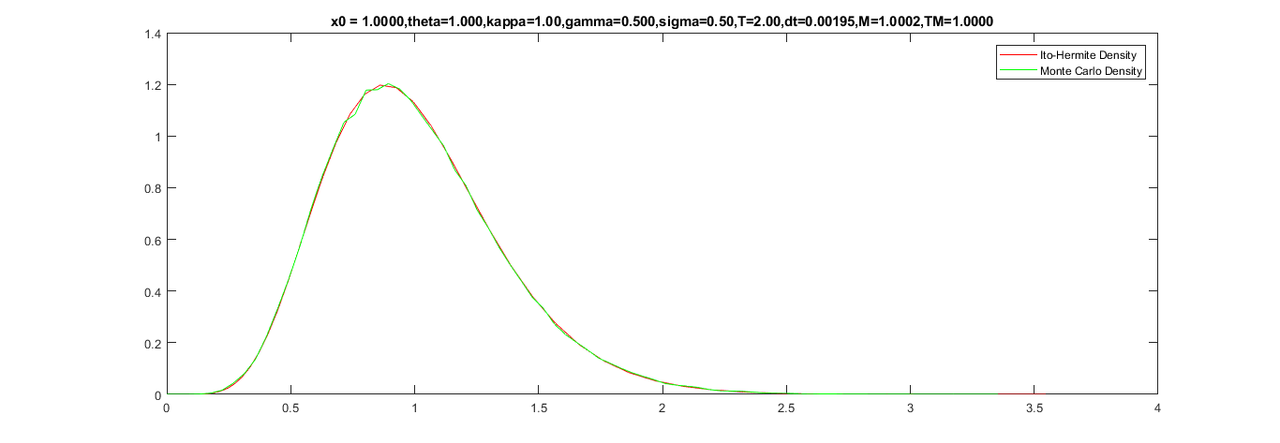 x0 = 1.0000,theta=1.000,kappa=1.00,gamma=0.500,sigma=0.50,T=2.00,dt=0.00195,M=1.0002,TM=1.0000
Ito-Hermite Density
Monte Carlo Density
1.4
1.2
1
0.8
0.6
0.4
0.2
0
0 0.5 1 1.5 2 2.5 3 3.5 4